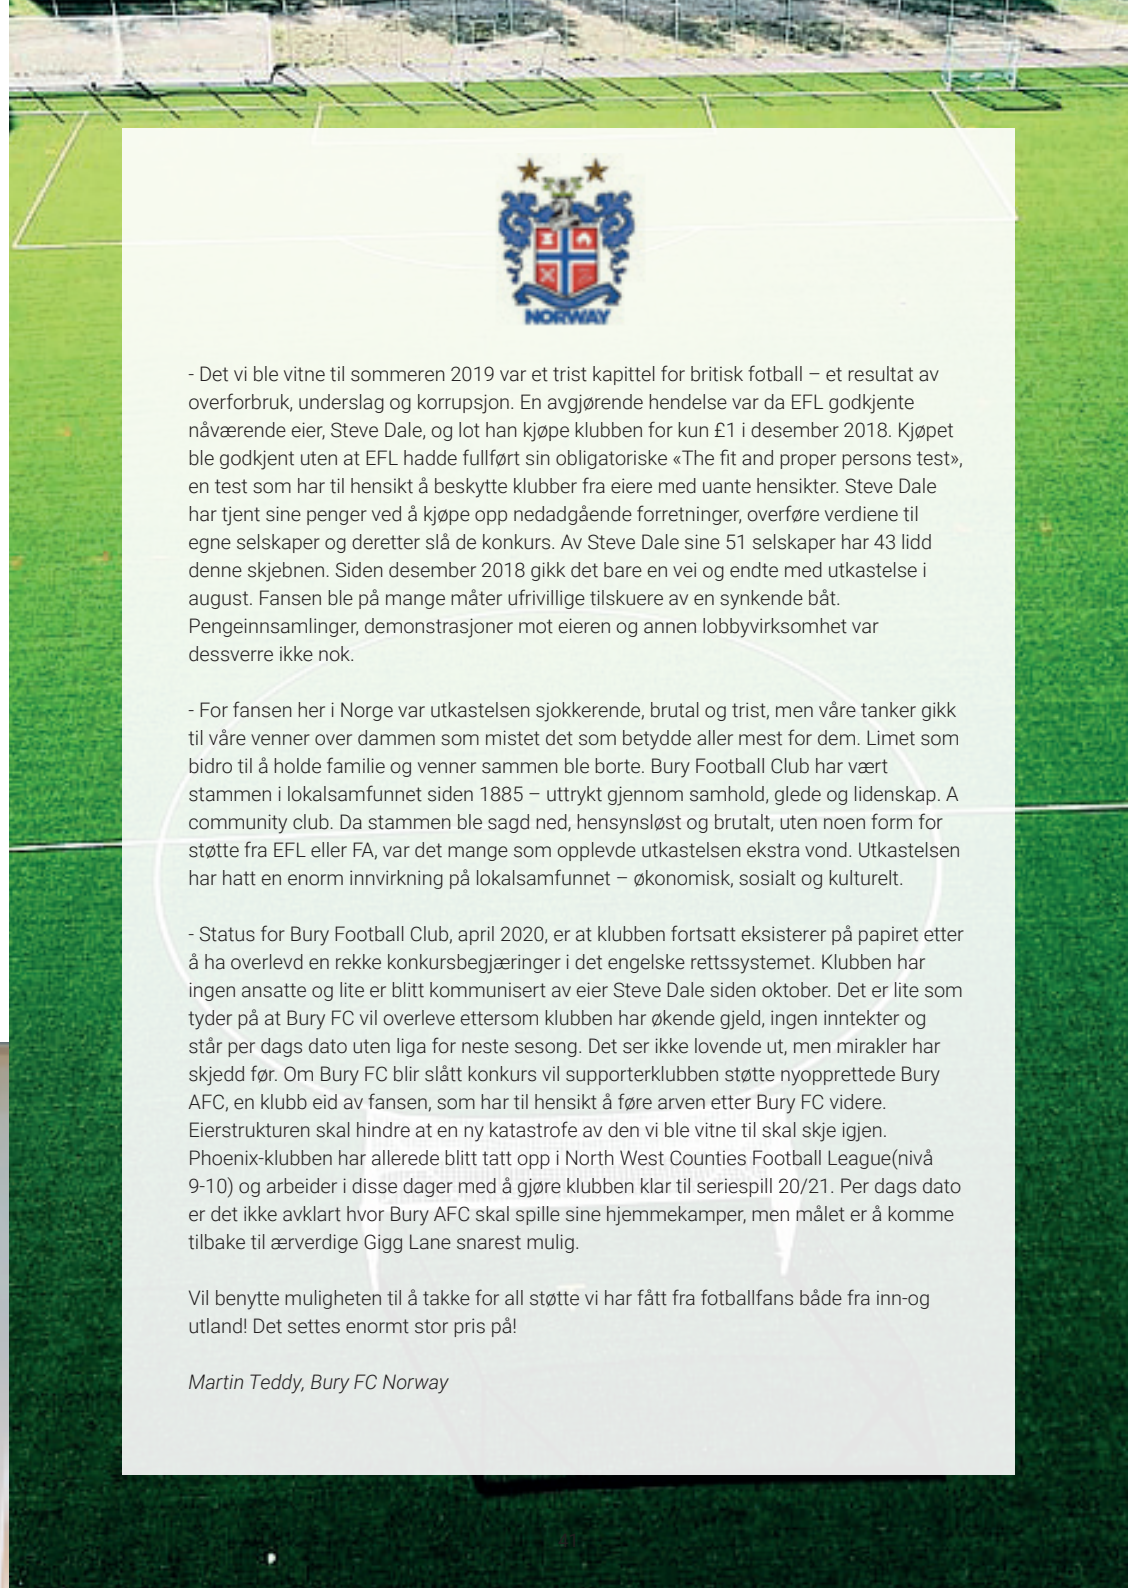 NORWAY
- Det vi ble vitne til sommeren 2019 var et trist kapittel for britisk fotball – et resultat av
overforbruk, underslag og korrupsjon. En avgjørende hendelse var da EFL godkjente
nåværende eier, Steve Dale, og lot han kjøpe klubben for kun £1 i desember 2018. Kjøpet
ble godkjent uten at EFL hadde fullført sin obligatoriske «The fit and proper persons test»,
en test som har til hensikt å beskytte klubber fra eiere med uante hensikter. Steve Dale
har tjent sine penger ved å kjøpe opp nedadgående forretninger, overføre verdiene til
egne selskaper og deretter slå de konkurs. Av Steve Dale sine 51 selskaper har 43 lidd
denne skjebnen. Siden desember 2018 gikk det bare en vei og endte med utkastelse i
august. Fansen ble på mange måter ufrivillige tilskuere av en synkende båt.
Pengeinnsamlinger, demonstrasjoner mot eieren og annen lobbyvirksomhet var
dessverre ikke nok.
- For fansen her i Norge var utkastelsen sjokkerende, brutal og trist, men våre tanker gikk
til våre venner over dammen som mistet det som betydde aller mest for dem. Limet som
bidro til å holde familie og venner sammen ble borte. Bury Football Club har vært
stammen i lokalsamfunnet siden 1885 – uttrykt gjennom samhold, glede og lidenskap. A
community club. Da stammen ble sagd ned, hensynsløst og brutalt, uten noen form for
støtte fra EFL eller FA, var det mange som opplevde utkastelsen ekstra vond. Utkastelsen
har hatt en enorm innvirkning på lokalsamfunnet – økonomisk, sosialt og kulturelt.
- Status for Bury Football Club, april 2020, er at klubben fortsatt eksisterer på papiret etter
å ha overlevd en rekke konkursbegjæringer i det engelske rettssystemet. Klubben har
ingen ansatte og lite er blitt kommunisert av eier Steve Dale siden oktober. Det er lite som
tyder på at Bury FC vil overleve ettersom klubben har økende gjeld, ingen inntekter og
står per dags dato uten liga for neste sesong. Det ser ikke lovende ut, men mirakler har
skjedd før. Om Bury FC blir slått konkurs vil supporterklubben støtte nyopprettede Bury
AFC, en klubb eid av fansen, som har til hensikt å føre arven etter Bury FC videre.
Eierstrukturen skal hindre at en ny katastrofe av den vi ble vitne til skal skje igjen.
Phoenix-klubben har allerede blitt tatt opp i North West Counties Football League(nivå
9-10) og arbeider i disse dager med å gjøre klubben klar til seriespill 20/21. Per dags dato
er det ikke avklart hvor Bury AFC skal spille sine hjemmekamper, men målet er å komme
tilbake til ærverdige Gigg Lane snarest mulig.
Vil benytte muligheten til å takke for all støtte vi har fått fra fotballfans både fra inn-og
utland! Det settes enormt stor pris på!
Martin Teddy, Bury FC Norway